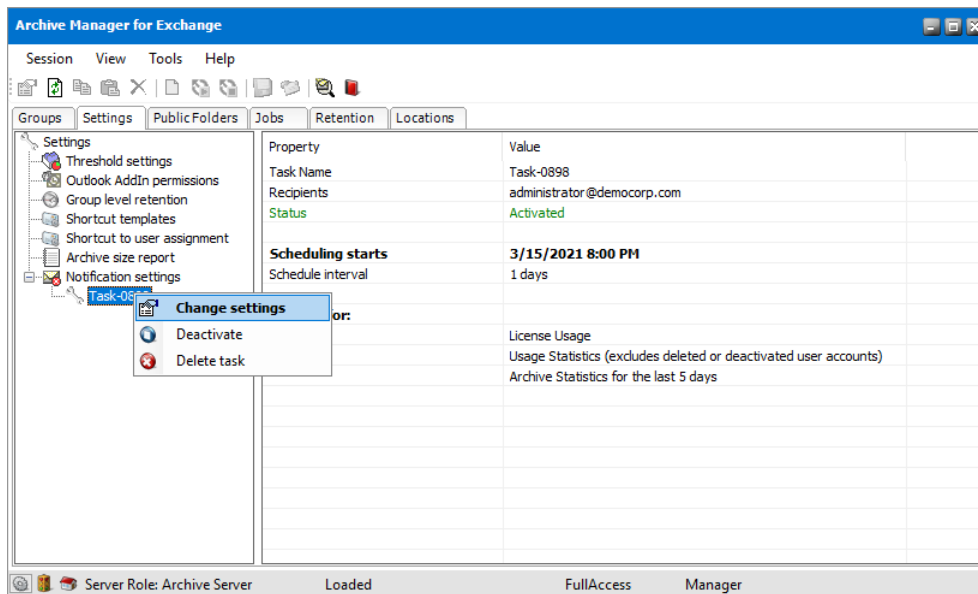 Archive Manager for Exchange
Session View Tools Help
Groups Settings Public Folders Jobs Retention Locations
Settings
Threshold settings
Outlook AddIn permissions
Group level retention
Shortcut templates
Shortcut to user assignment
Archive size report
Notification settings
Change settings
Deactivate
Delete task
Property Value
Task Name Task-0898
Recipients administrator@democorp.com
Status Activated
Scheduling starts 3/15/2021 8:00 PM
Schedule interval 1 days
License Usage
Usage Statistics (excludes deleted or deactivated user accounts)
Archive Statistics for the last 5 days
Server Role: Archive Server Loaded FullAccess Manager